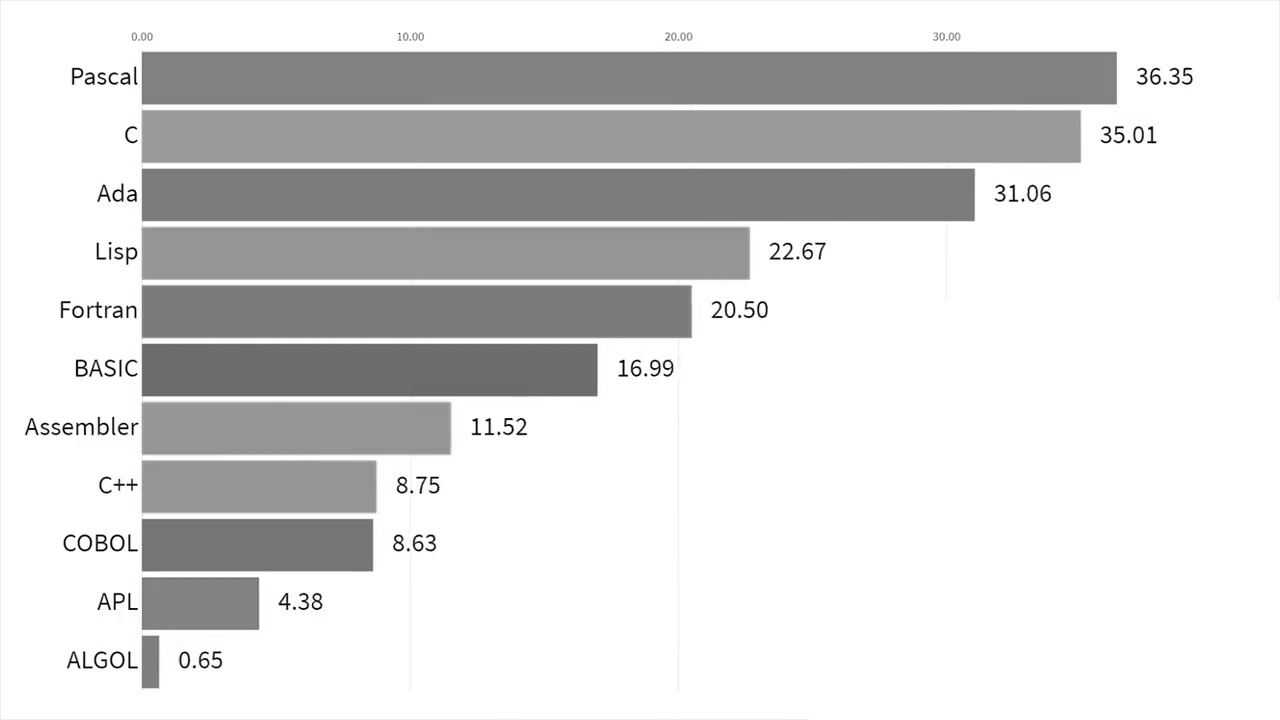 0.00 10.00 20.00 30.00
Pascal 36.35
C 35.01
Ada 31.06
Lisp 22.67
Fortran 20.50
BASIC 16.99
Assembler 11.52
C++ 8.75
COBOL 8.63
APL 4.38
ALGOL 0.65